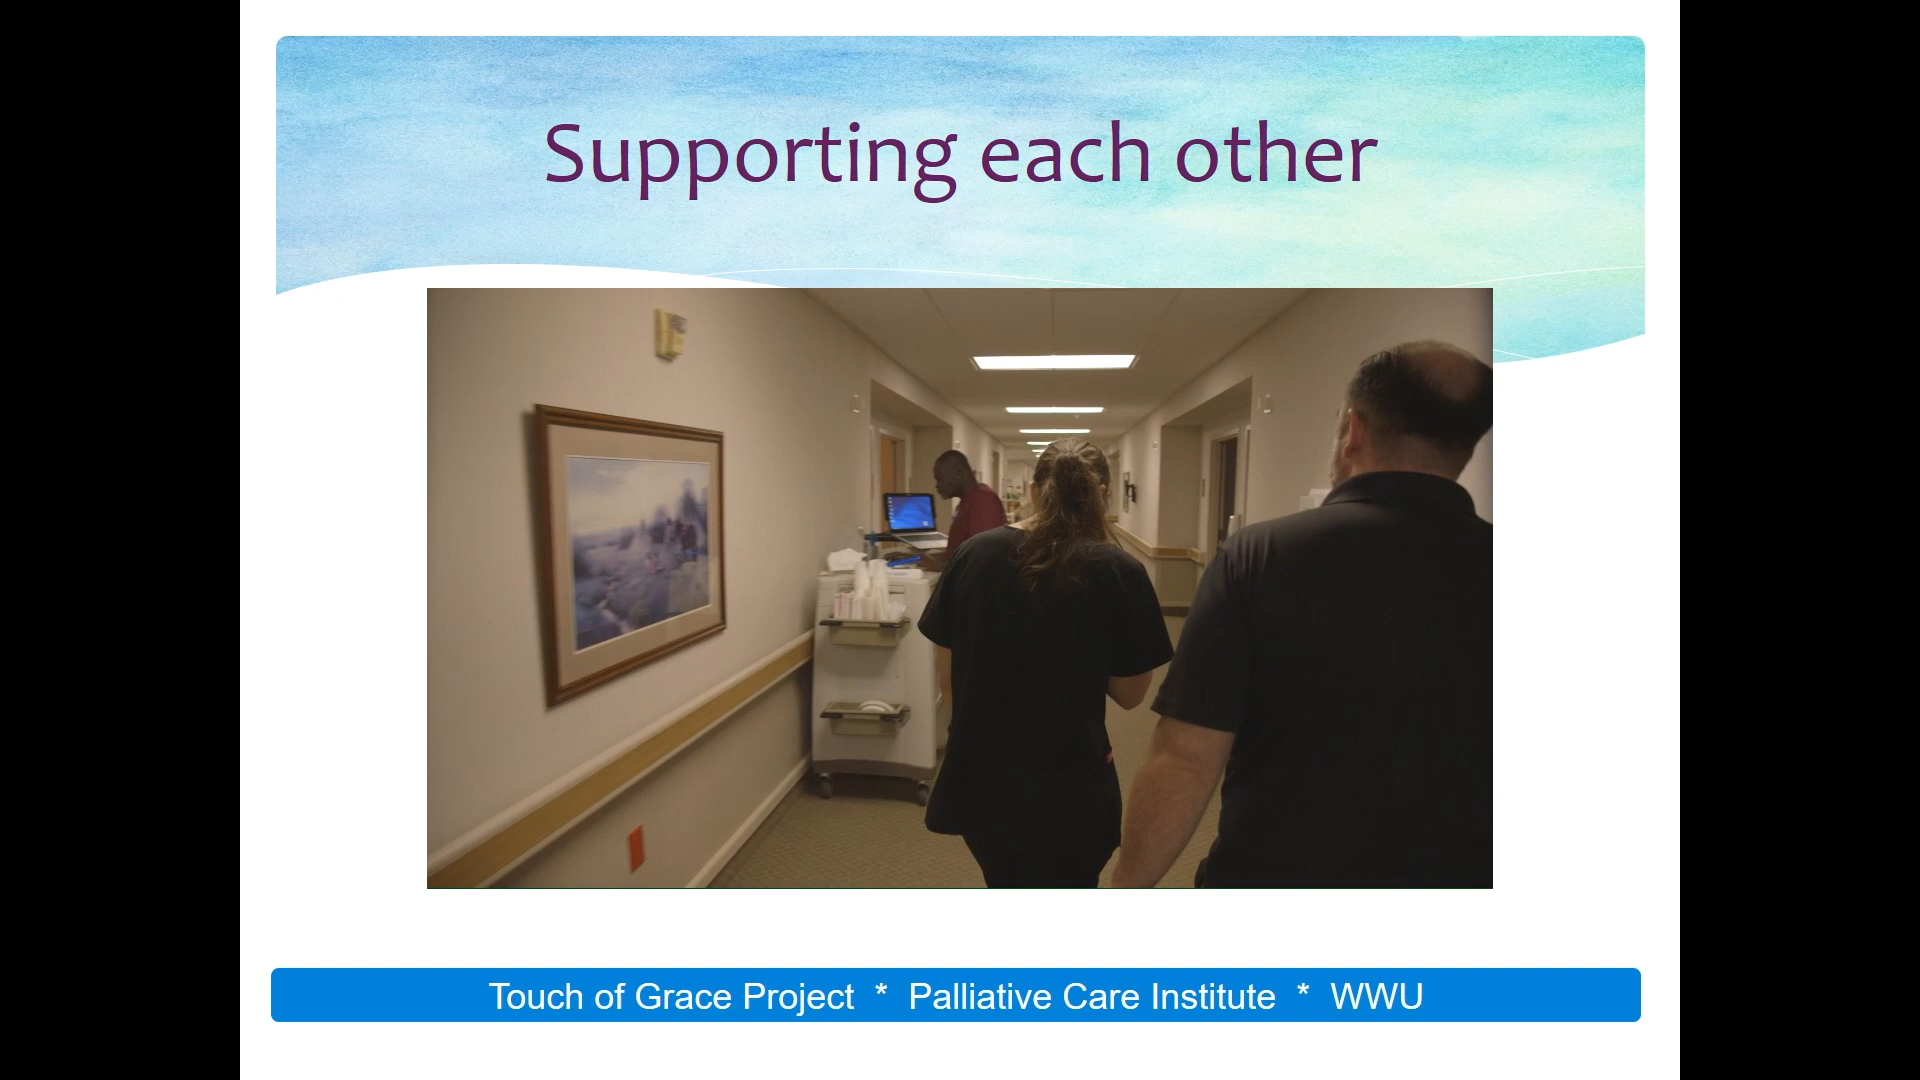 Supporting each other
Touch of Grace Project * Palliative Care Institute * WWU